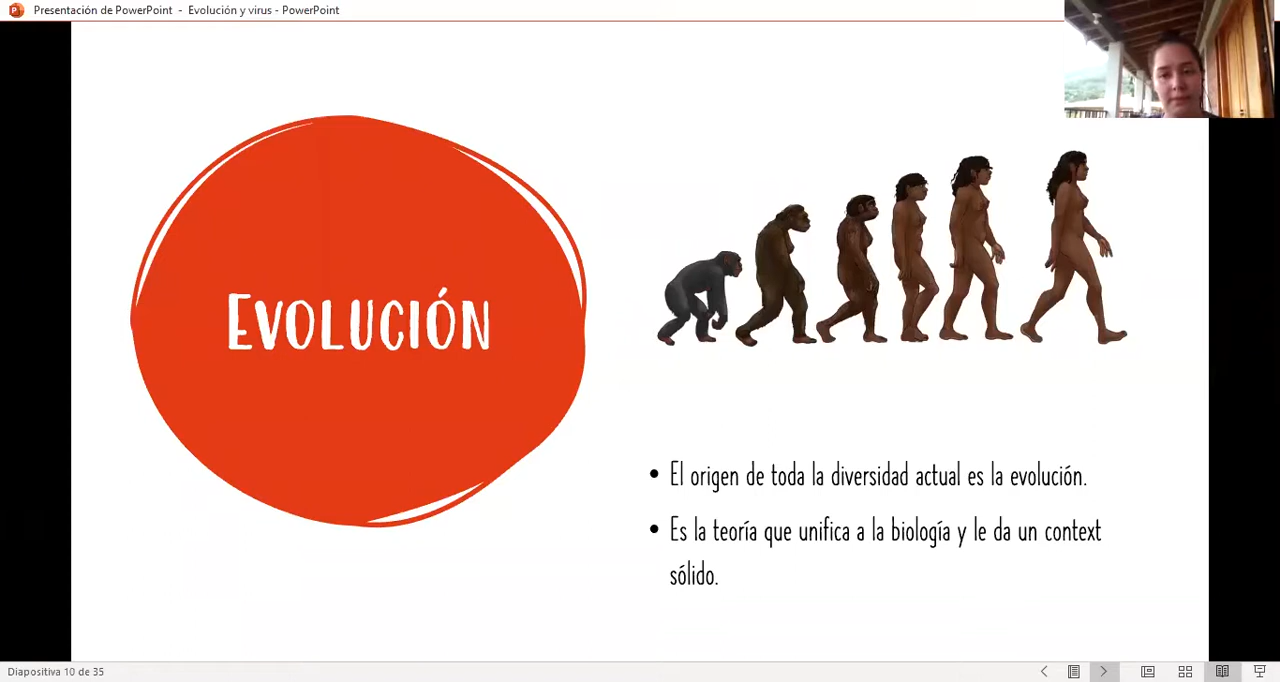 Presentación de PowerPoint - Evolución y virus - PowerPoint
EVOLUCIÓN
• El origen de toda la diversidad actual es la evolución.
• Es la teoría que unifica a la biología y le da un context
sólido.
Diapositiva 10 de 35